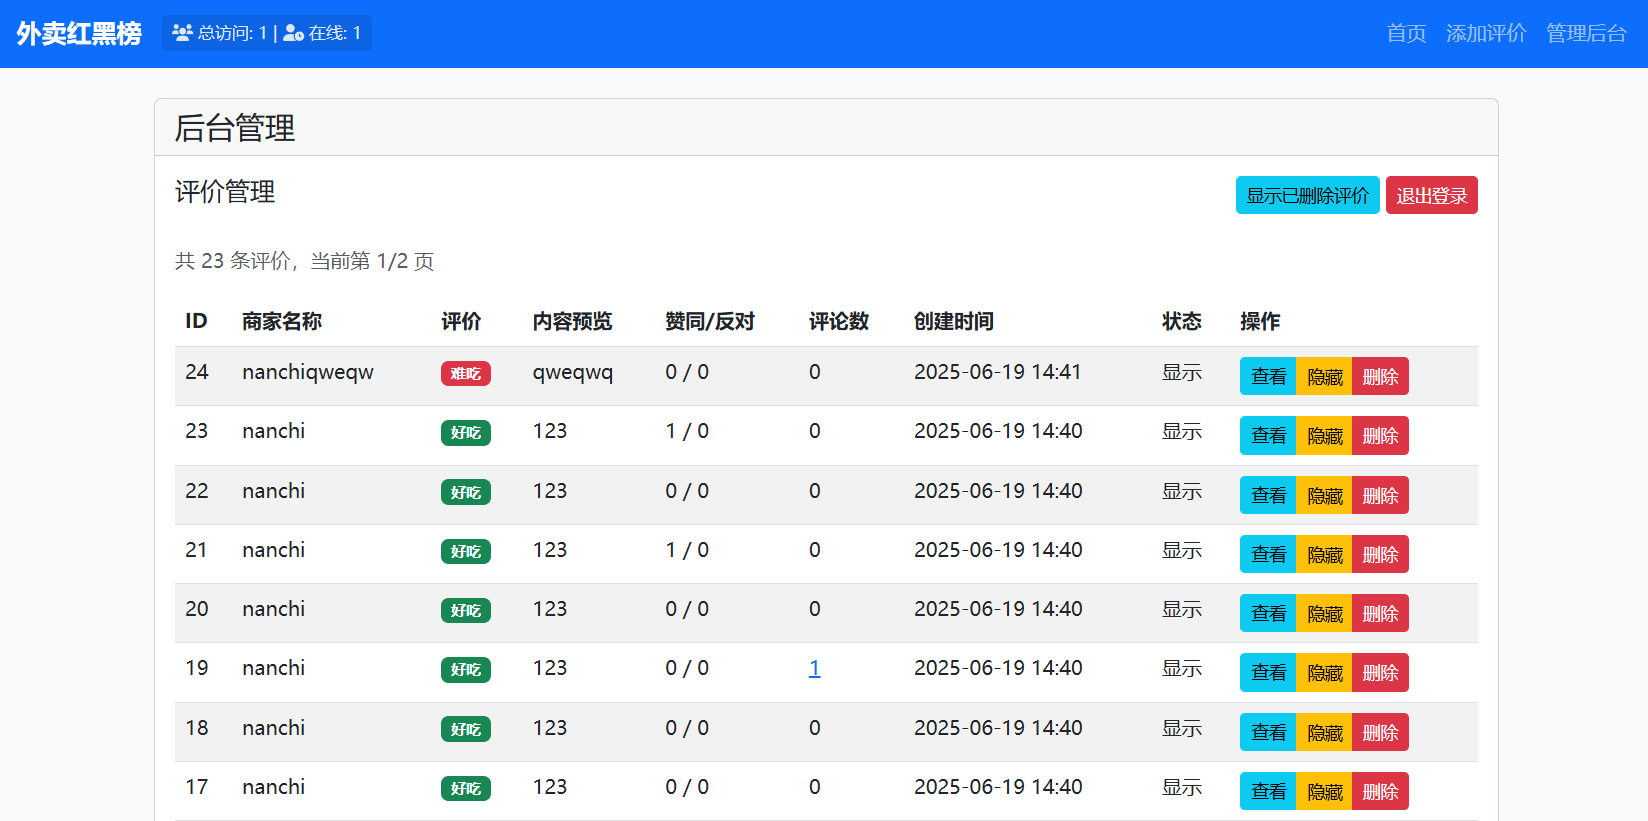 外卖红黑榜 总访问: 1 | 在线: 1 首页 添加评价 管理后台
后台管理
评价管理 显示已删除评价 退出登录
共 23 条评价，当前第 1/2 页
ID 商家名称 评价 内容预览 赞同/反对 评论数 创建时间 状态 操作
24 nanchiqweqw 难吃 qweqwq 0 / 0 0 2025-06-19 14:41 显示 查看 隐藏 删除
23 nanchi 好吃 123 1 / 0 0 2025-06-19 14:40 显示 查看 隐藏 删除
22 nanchi 好吃 123 0 / 0 0 2025-06-19 14:40 显示 查看 隐藏 删除
21 nanchi 好吃 123 1 / 0 0 2025-06-19 14:40 显示 查看 隐藏 删除
20 nanchi 好吃 123 0 / 0 0 2025-06-19 14:40 显示 查看 隐藏 删除
19 nanchi 好吃 123 0 / 0 1 2025-06-19 14:40 显示 查看 隐藏 删除
18 nanchi 好吃 123 0 / 0 0 2025-06-19 14:40 显示 查看 隐藏 删除
17 nanchi 好吃 123 0 / 0 0 2025-06-19 14:40 显示 查看 隐藏 删除